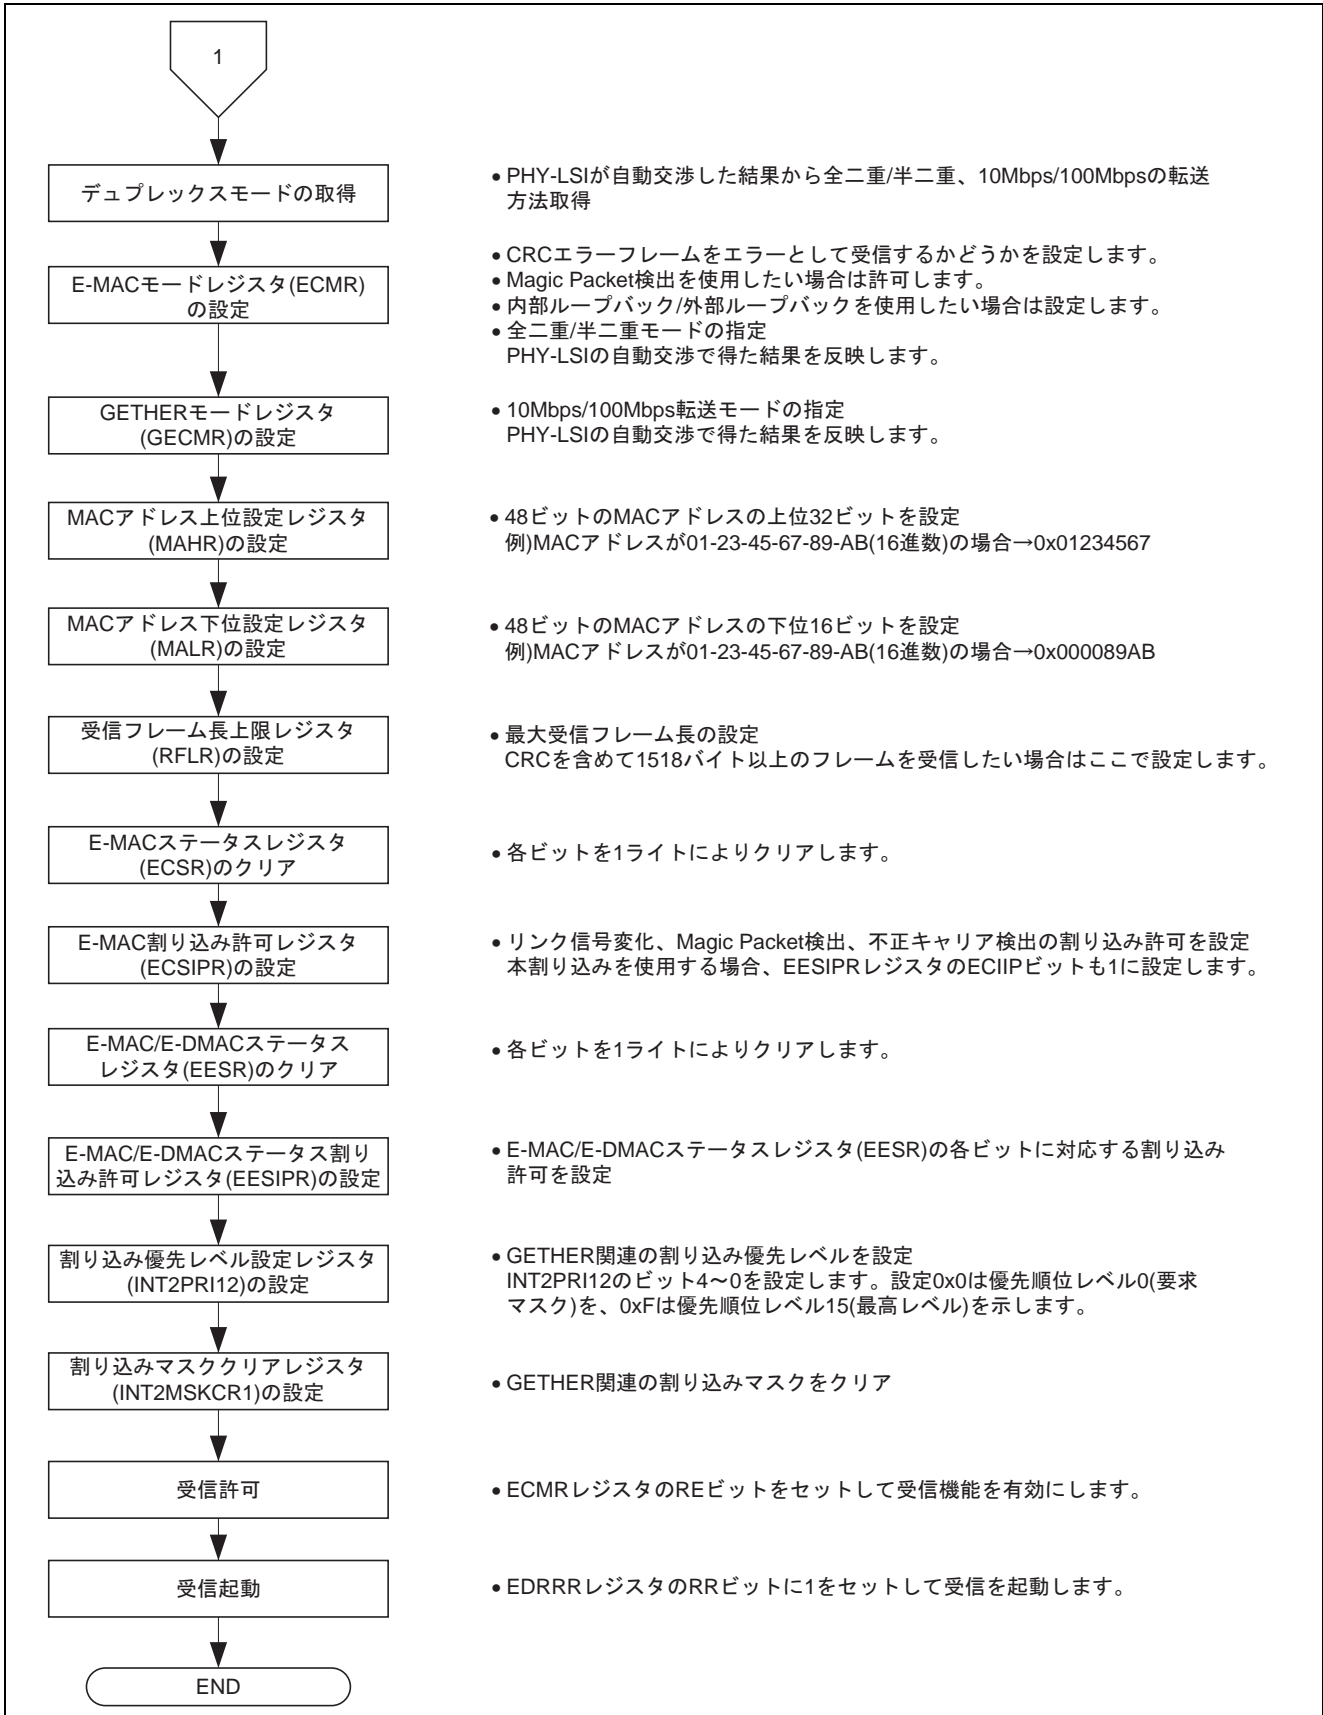 1
デュプレックスモードの取得
• PHY-LSIが自動交渉した結果から全二重/半二重、10Mbps/100Mbpsの転送
方法取得
E-MACモードレジスタ(ECMR)
の設定
• CRCエラーフレームをエラーとして受信するかどうかを設定します。
• Magic Packet検出を使用したい場合は許可します。
• 内部ループバック/外部ループバックを使用したい場合は設定します。
• 全二重/半二重モードの指定
PHY-LSIの自動交渉で得た結果を反映します。
GETHERモードレジスタ
(GECMR)の設定
• 10Mbps/100Mbps転送モードの指定
PHY-LSIの自動交渉で得た結果を反映します。
MACアドレス上位設定レジスタ
(MAHR)の設定
• 48ビットのMACアドレスの上位32ビットを設定
例)MACアドレスが01-23-45-67-89-AB(16進数)の場合→0x01234567
MACアドレス下位設定レジスタ
(MALR)の設定
• 48ビットのMACアドレスの下位16ビットを設定
例)MACアドレスが01-23-45-67-89-AB(16進数)の場合→0x000089AB
受信フレーム長上限レジスタ
(RFLR)の設定
• 最大受信フレーム長の設定
CRCを含めて1518バイト以上のフレームを受信したい場合はここで設定します。
E-MACステータスレジスタ
(ECSR)のクリア
• 各ビットを1ライトによりクリアします。
E-MAC割り込み許可レジスタ
(ECSIPR)の設定
• リンク信号変化、Magic Packet検出、不正キャリア検出の割り込み許可を設定
本割り込みを使用する場合、EESIPRレジスタのECIIPビットも1に設定します。
E-MAC/E-DMACステータス
レジスタ(EESR)のクリア
• 各ビットを1ライトによりクリアします。
E-MAC/E-DMACステータス割り
込み許可レジスタ(EESIPR)の設定
• E-MAC/E-DMACステータスレジスタ(EESR)の各ビットに対応する割り込み
許可を設定
割り込み優先レベル設定レジスタ
(INT2PRI12)の設定
• GETHER関連の割り込み優先レベルを設定
INT2PRI12のビット4～0を設定します。設定0x0は優先順位レベル0(要求
マスク)を、0xFは優先順位レベル15(最高レベル)を示します。
割り込みマスククリアレジスタ
(INT2MSKCR1)の設定
• GETHER関連の割り込みマスクをクリア
受信許可
• ECMRレジスタのREビットをセットして受信機能を有効にします。
受信起動
• EDRRRレジスタのRRビットに1をセットして受信を起動します。
END